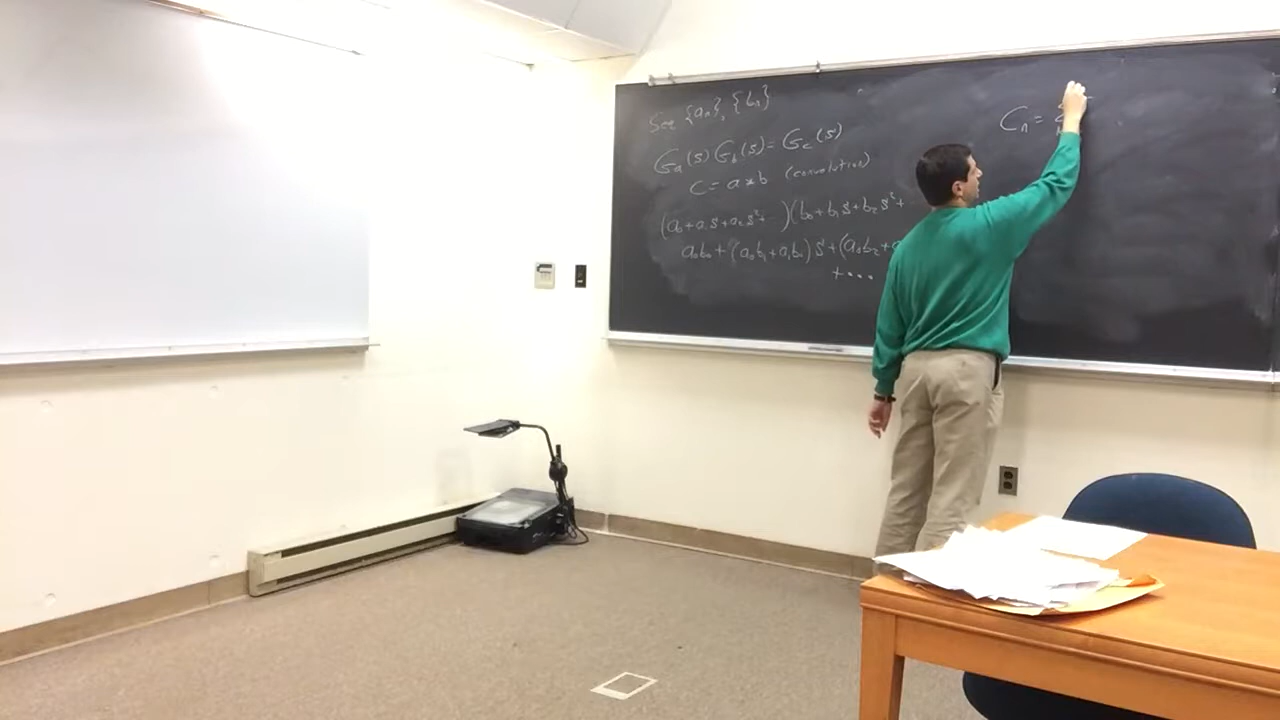 Seq {aₙ}, {bₙ}
Gₐ(s) G_b(s) = G_c(s)
C = a * b (convolution)
(a₀ + a₁s + a₂s² + )(b₀ + b₁s + b₂s² +
a₀b₀ + (a₀b₁ + a₁b₀)s + (a₀b₂ + a
+ ...
Cₙ = Σ